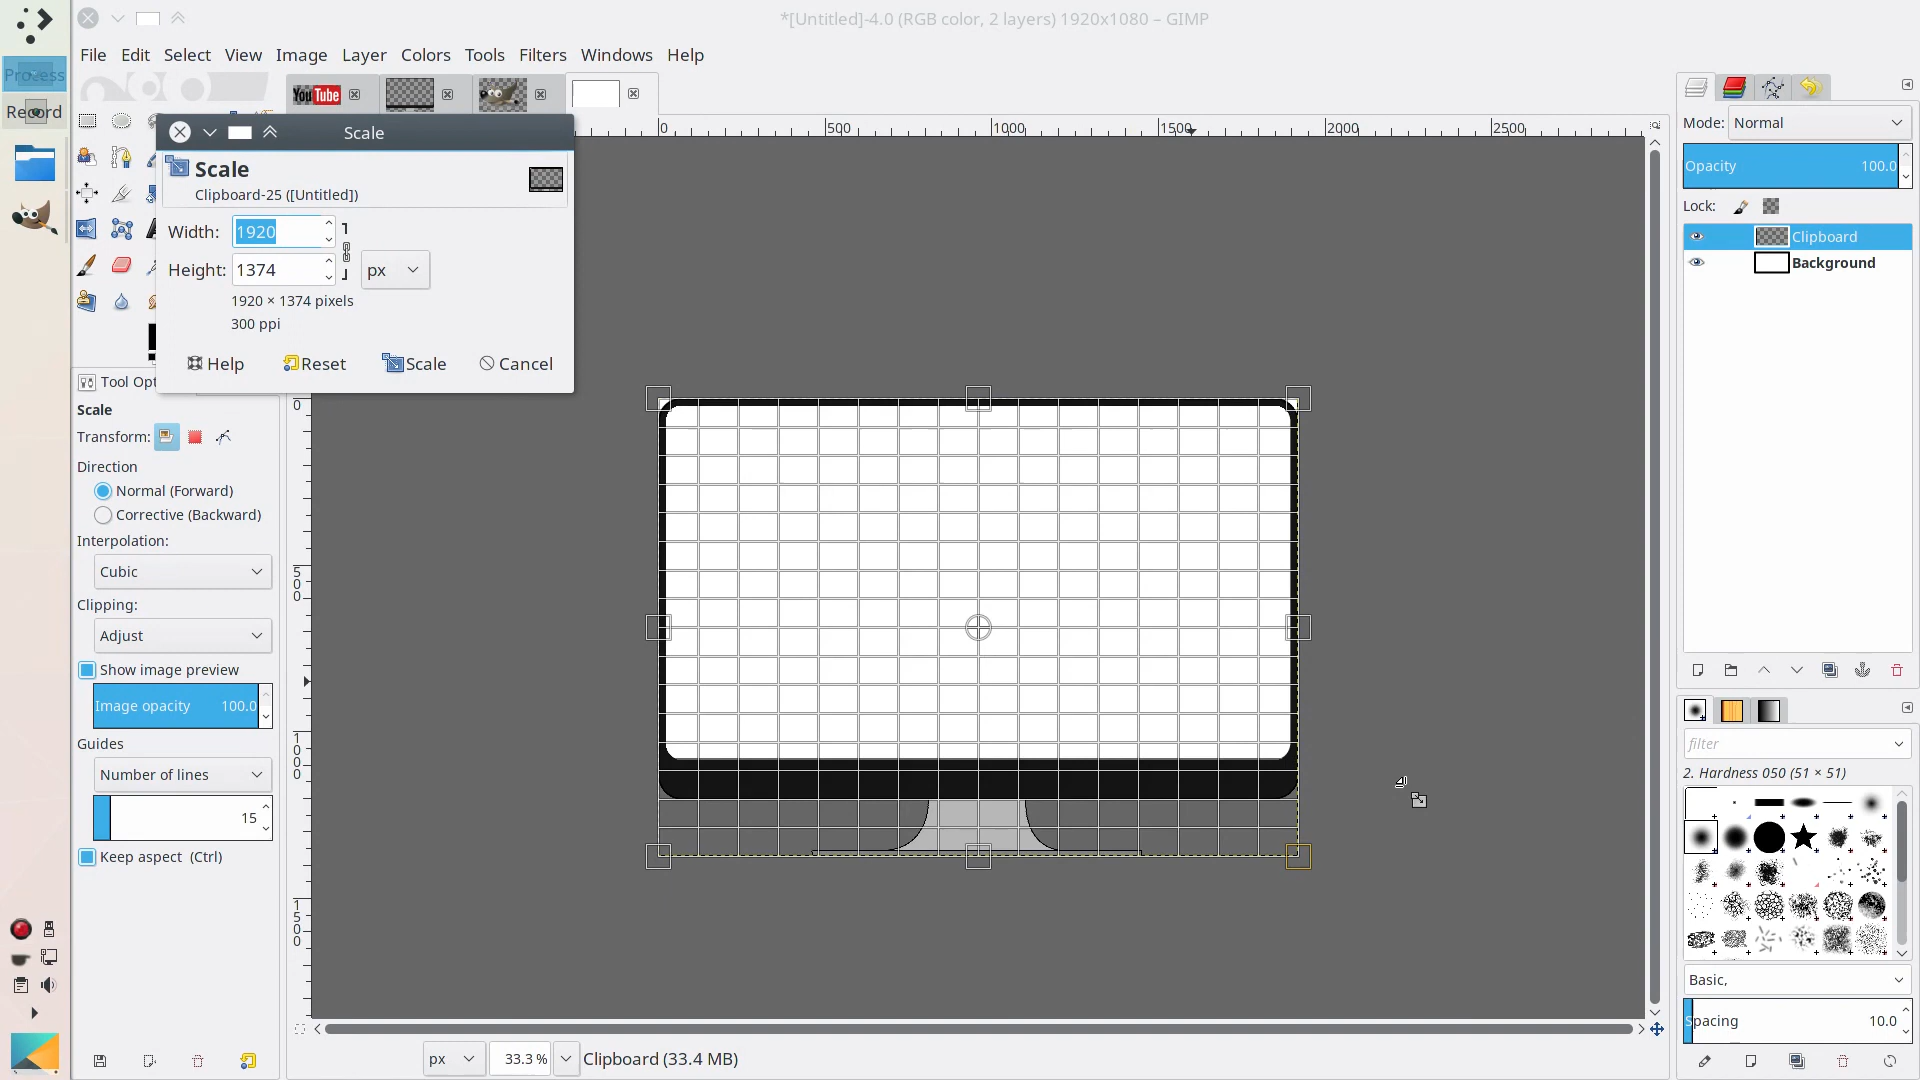 *[Untitled]-4.0 (RGB color, 2 layers) 1920x1080 – GIMP
File Edit Select View Image Layer Colors Tools Filters Windows Help
Process
Record
YouTube
0 500 1000 1500 2000 2500
Scale
Scale
Clipboard-25 ([Untitled])
Width: 1920
Height: 1374 px
1920 × 1374 pixels
300 ppi
Help Reset Scale Cancel
Tool Opt
Scale
Transform:
Direction
Normal (Forward)
Corrective (Backward)
Interpolation:
Cubic
Clipping:
Adjust
Show image preview
Image opacity 100.0
Guides
Number of lines
15
Keep aspect (Ctrl)
0
500
1000
1500
px 33.3 % Clipboard (33.4 MB)
Mode: Normal
Opacity 100.0
Lock:
Clipboard
Background
filter
2. Hardness 050 (51 × 51)
Basic,
Spacing 10.0